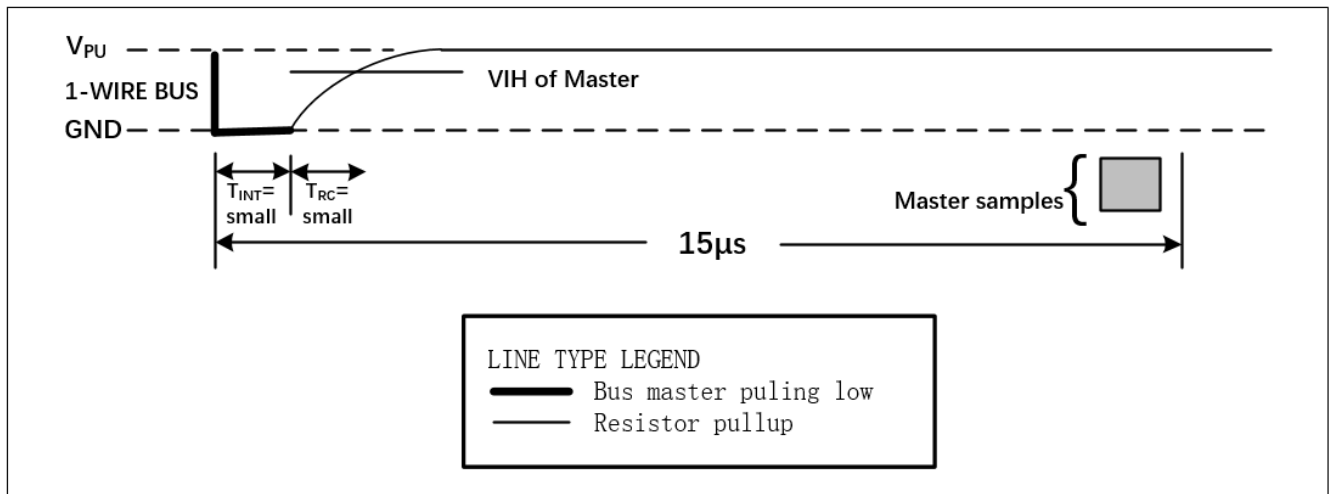 VPU
1-WIRE BUS
GND
VIH of Master
TINT=
small
TRC=
small
Master samples
15μs
LINE TYPE LEGEND
Bus master puling low
Resistor pullup